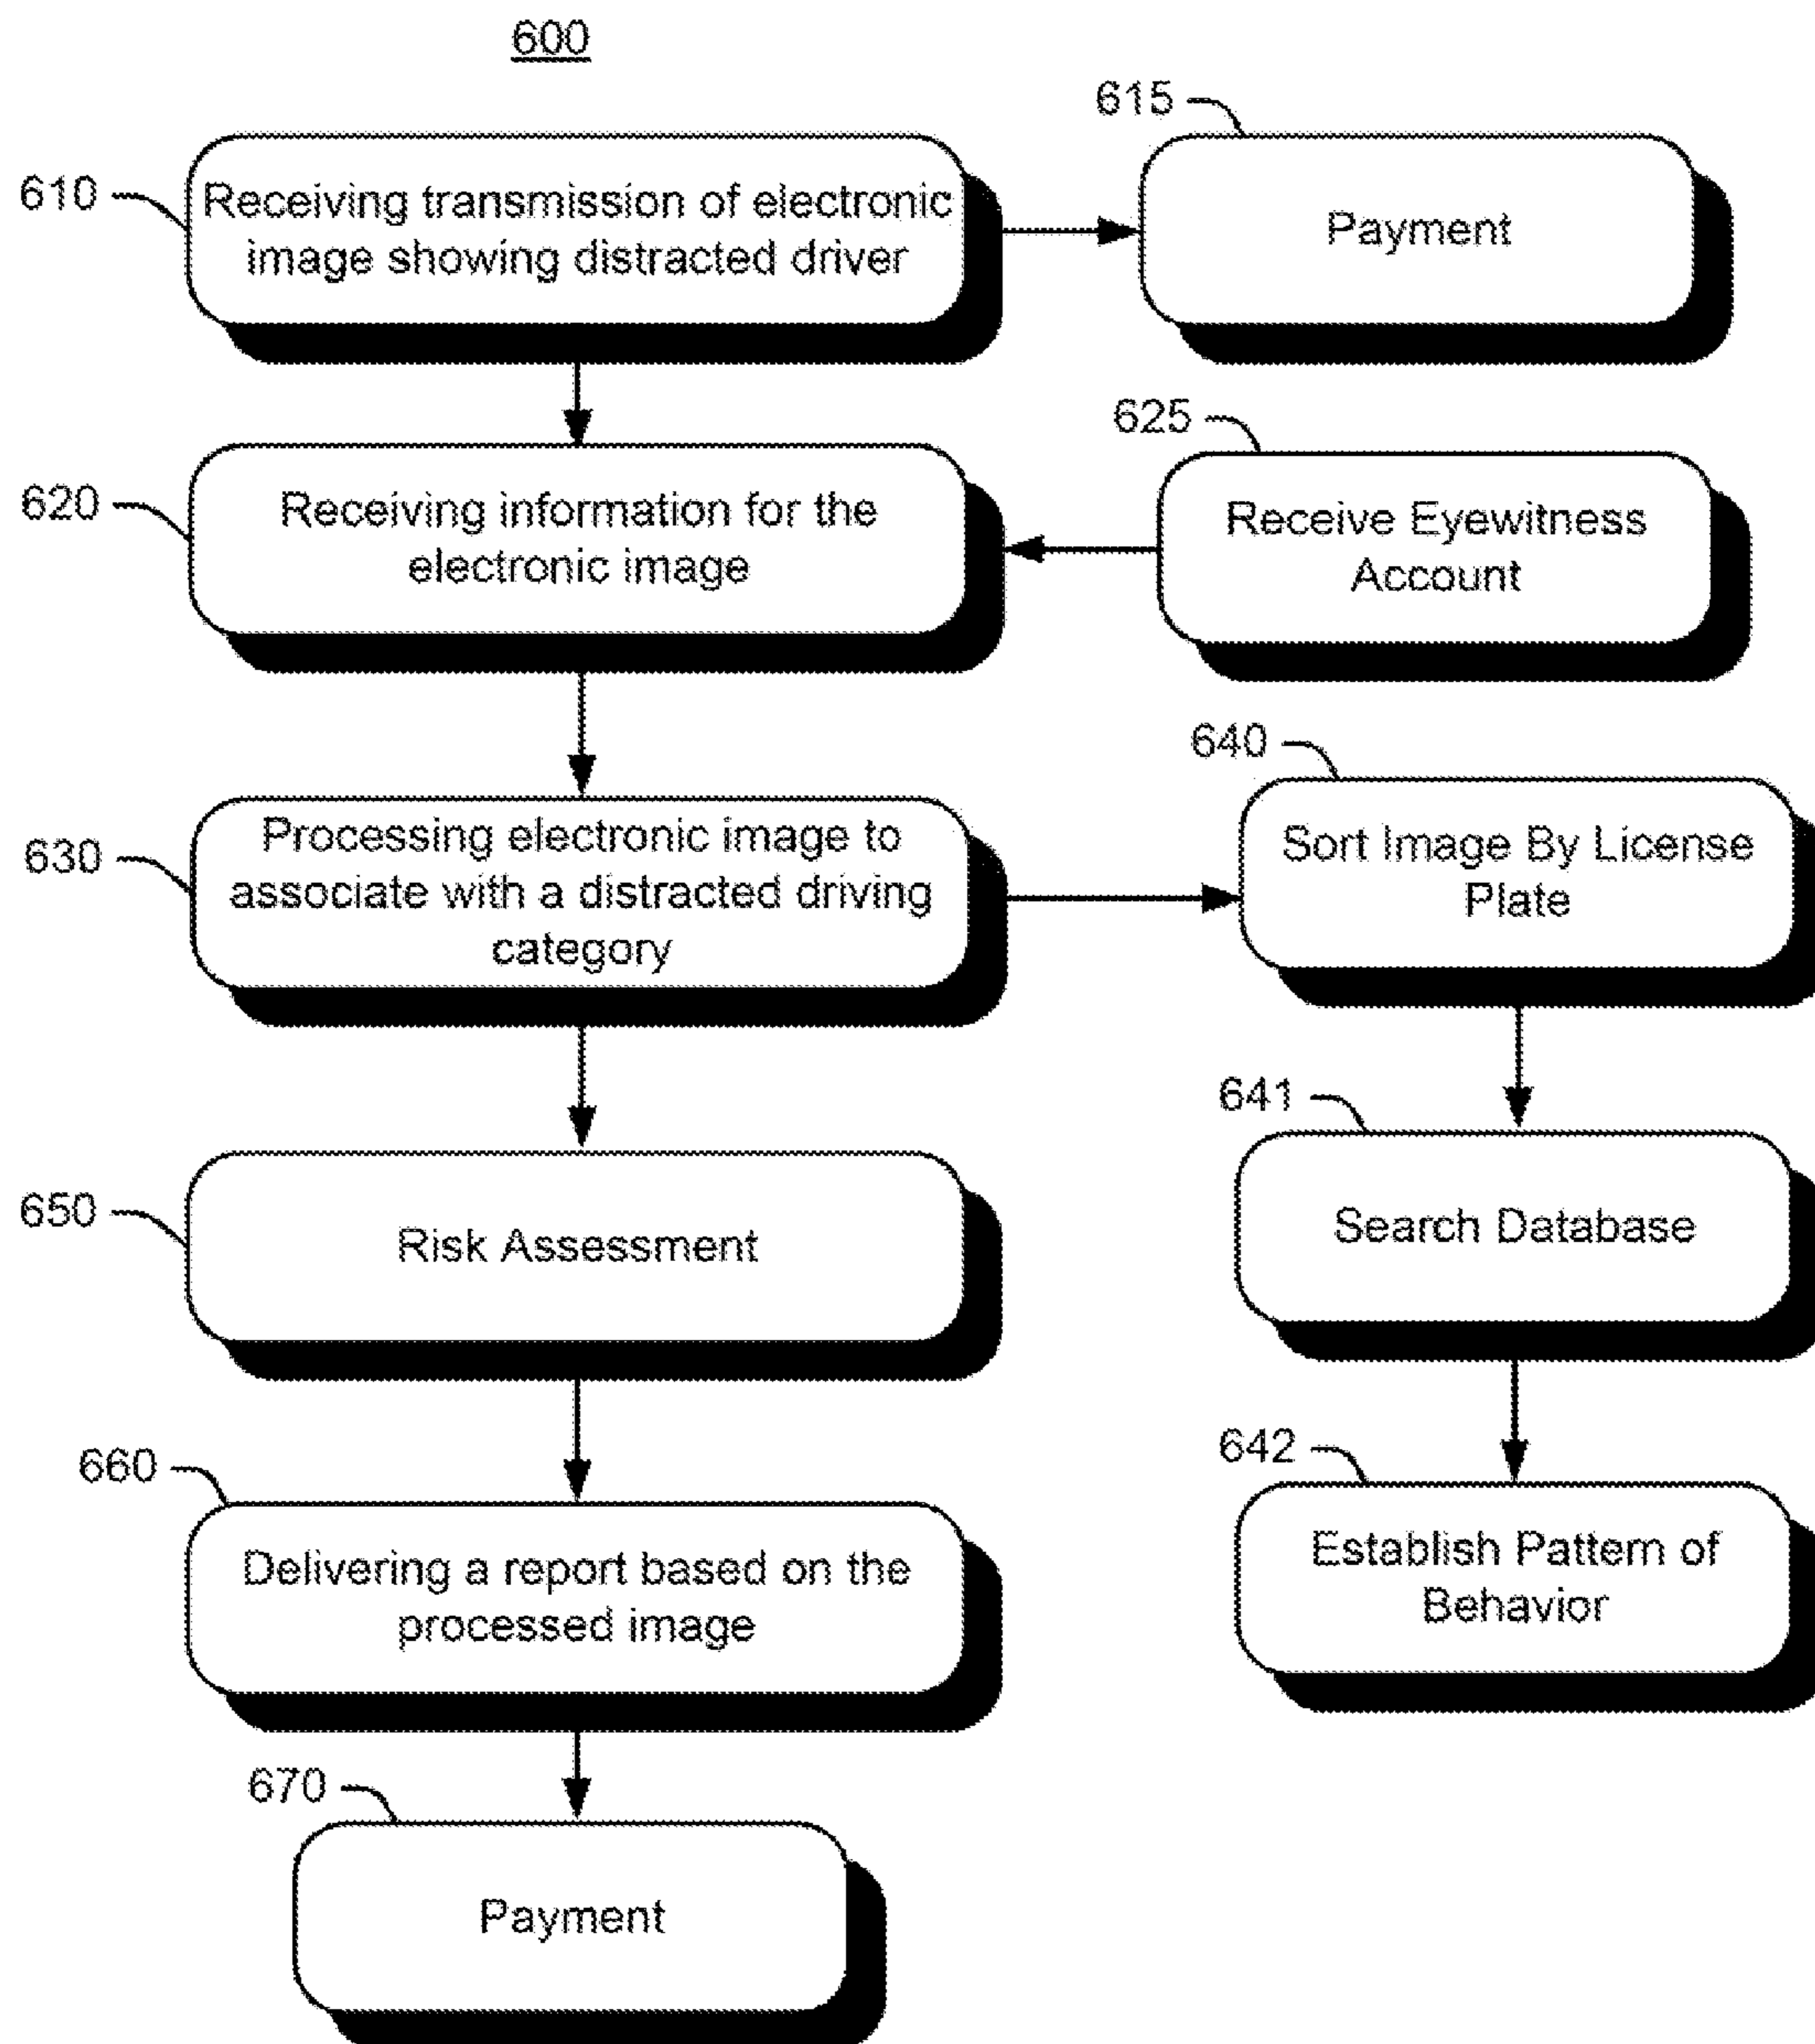 600
610
Receiving transmission of electronic
image showing distracted driver
615
Payment
620
Receiving information for the
electronic image
625
Receive Eyewitness
Account
630
Processing electronic image to
associate with a distracted driving
category
640
Sort Image By License
Plate
641
Search Database
650
Risk Assessment
642
Establish Pattern of
Behavior
660
Delivering a report based on the
processed image
670
Payment